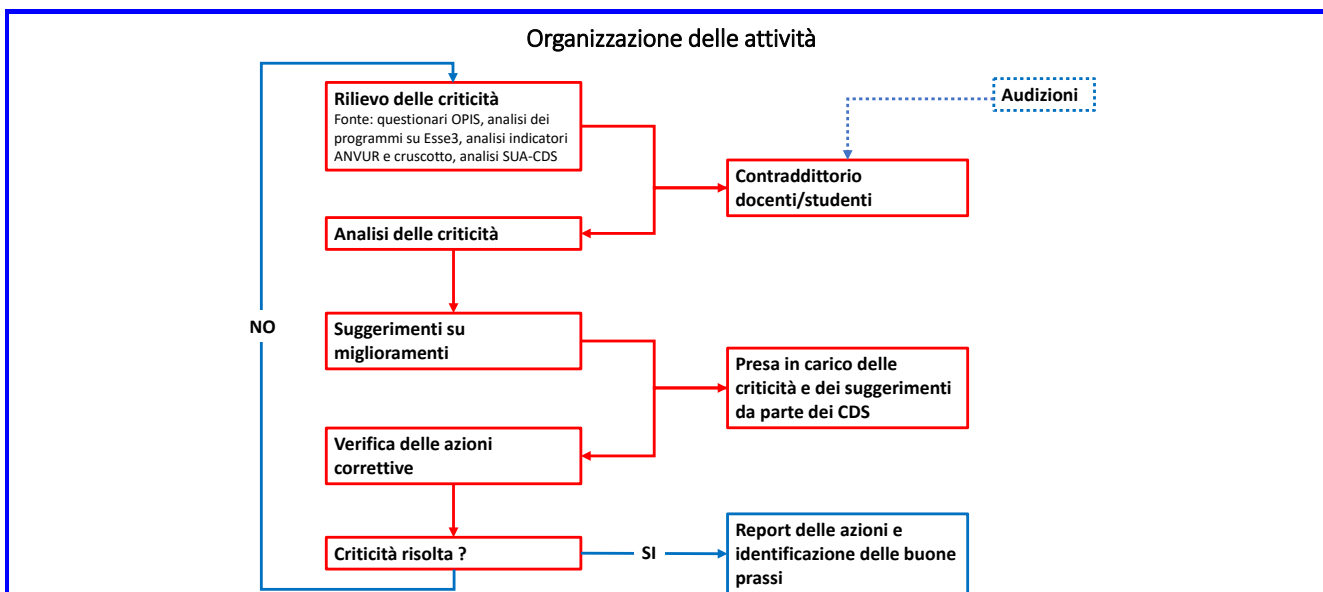 Organizzazione delle attività
Rilievo delle criticità
Fonte: questionari OPIS, analisi dei
programmi su Esse3, analisi indicatori
ANVUR e cruscotto, analisi SUA-CDS
Audizioni
Contraddittorio
docenti/studenti
Analisi delle criticità
NO
Suggerimenti su
miglioramenti
Presa in carico delle
criticità e dei suggerimenti
da parte dei CDS
Verifica delle azioni
correttive
Criticità risolta ?
SI
Report delle azioni e
identificazione delle buone
prassi